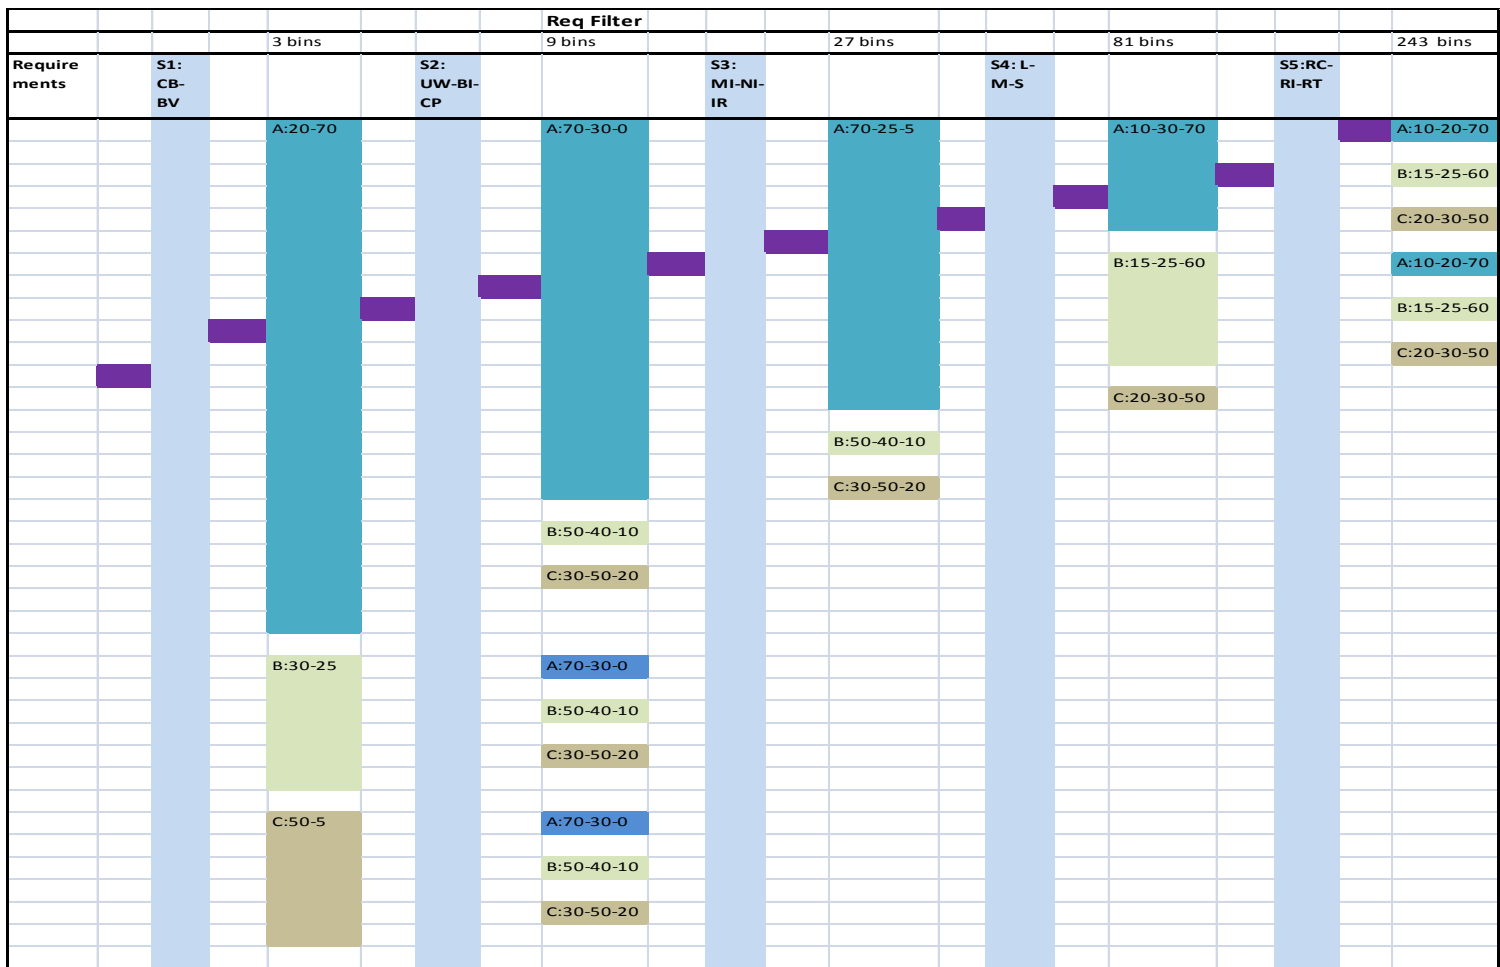 Req Filter
3 bins 9 bins 27 bins 81 bins 243 bins
Require S1: S2: S3: S4: L- S5:RC-
ments CB- UW-BI- MI-NI- M-S RI-RT
BV CP IR
A:20-70 A:70-30-0 A:70-25-5 A:10-30-70 A:10-20-70
B:15-25-60
C:20-30-50
B:15-25-60 A:10-20-70
B:15-25-60
C:20-30-50
C:20-30-50
B:50-40-10
C:30-50-20
B:50-40-10
C:30-50-20
B:30-25 A:70-30-0
B:50-40-10
C:30-50-20
C:50-5 A:70-30-0
B:50-40-10
C:30-50-20